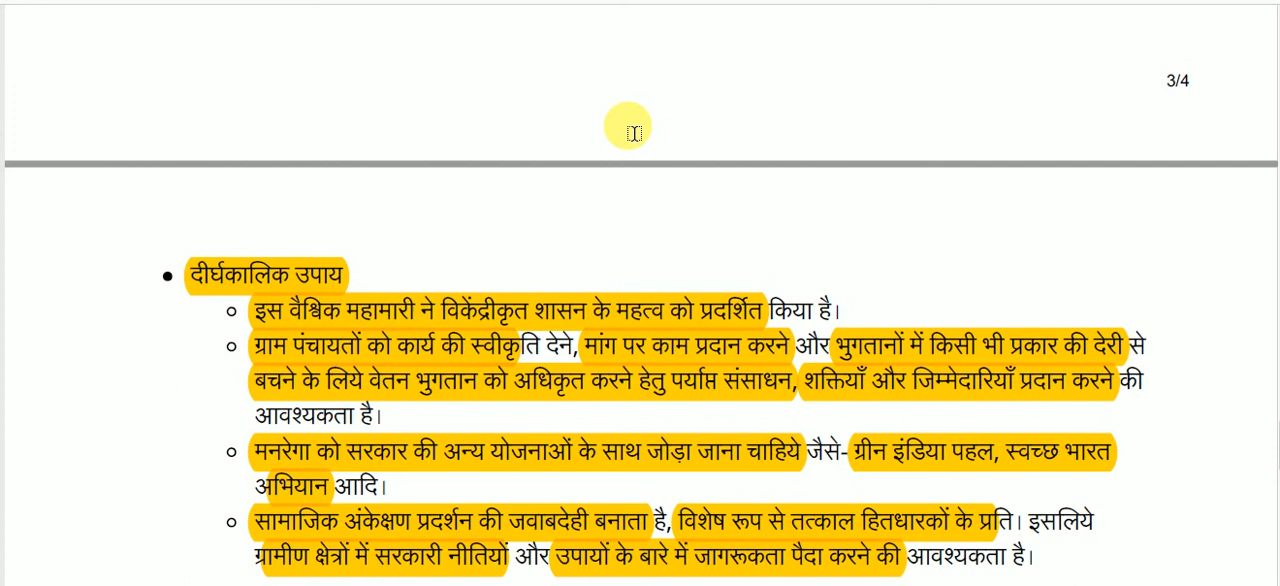 3/4
● दीर्घकालिक उपाय
○ इस वैश्विक महामारी ने विकेंद्रीकृत शासन के महत्व को प्रदर्शित किया है।
○ ग्राम पंचायतों को कार्य की स्वीकृति देने, मांग पर काम प्रदान करने और भुगतानों में किसी भी प्रकार की देरी से
बचने के लिये वेतन भुगतान को अधिकृत करने हेतु पर्याप्त संसाधन, शक्तियाँ और जिम्मेदारियाँ प्रदान करने की
आवश्यकता है।
○ मनरेगा को सरकार की अन्य योजनाओं के साथ जोड़ा जाना चाहिये जैसे- ग्रीन इंडिया पहल, स्वच्छ भारत
अभियान आदि।
○ सामाजिक अंकेक्षण प्रदर्शन की जवाबदेही बनाता है, विशेष रूप से तत्काल हितधारकों के प्रति। इसलिये
ग्रामीण क्षेत्रों में सरकारी नीतियों और उपायों के बारे में जागरूकता पैदा करने की आवश्यकता है।